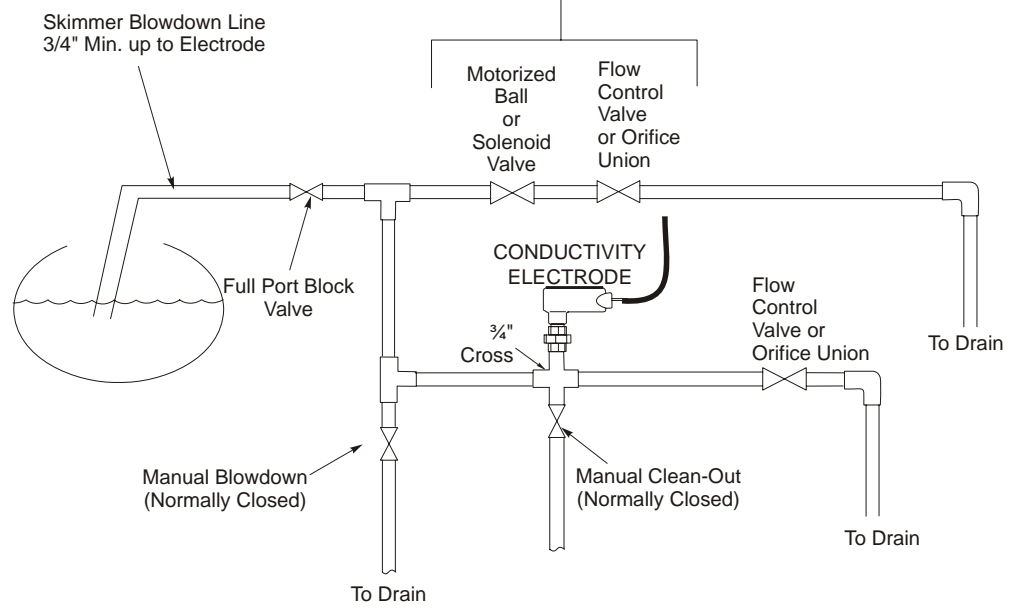 Skimmer Blowdown Line
3/4" Min. up to Electrode
Motorized
Ball
or
Solenoid
Valve
Flow
Control
Valve
or Orifice
Union
CONDUCTIVITY
ELECTRODE
Full Port Block
Valve
¾"
Cross
Flow
Control
Valve or
Orifice Union
To Drain
Manual Blowdown
(Normally Closed)
Manual Clean-Out
(Normally Closed)
To Drain
To Drain